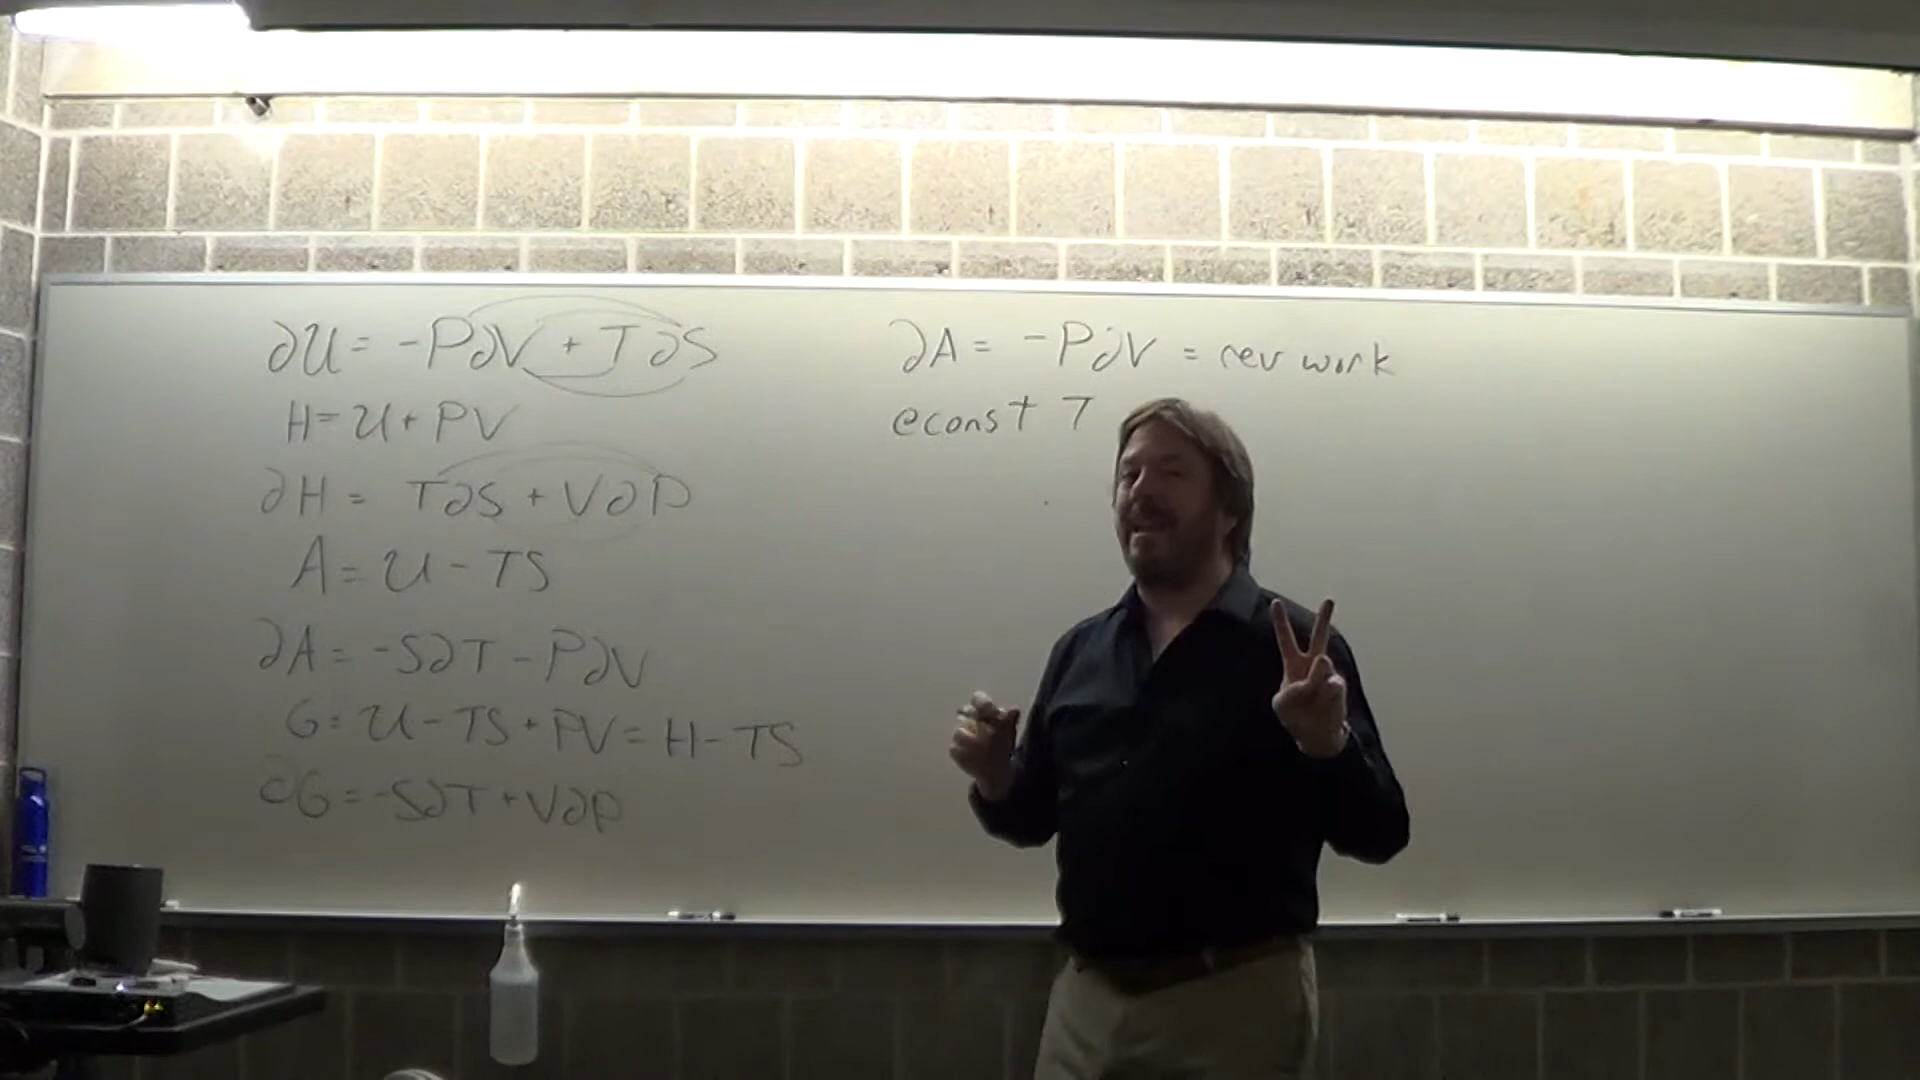 ∂U = -P∂V + T∂S
H = U + PV
∂H = T∂S + V∂P
A = U - TS
∂A = -S∂T - P∂V
G = U - TS + PV = H - TS
∂G = -S∂T + V∂P
∂A = -P∂V = rev work
@const T